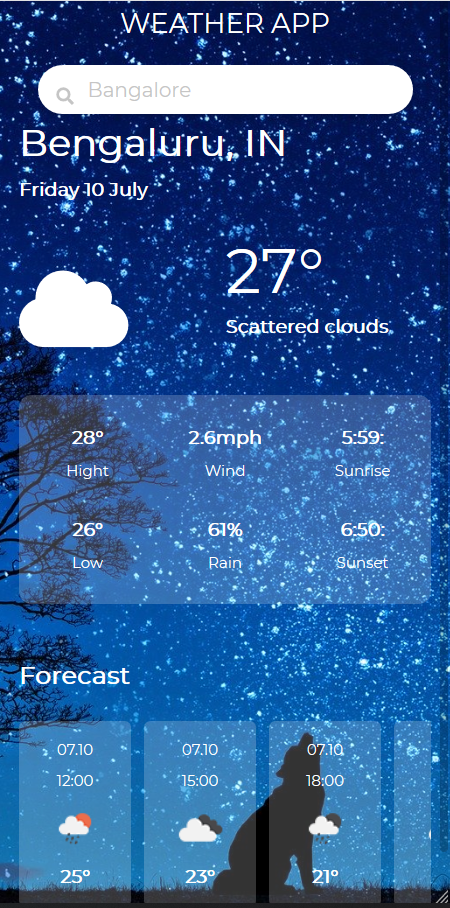 WEATHER APP
Bangalore
Bengaluru, IN
Friday 10 July
27°
Scattered clouds
28° 2.6mph 5:59:
Hight Wind Sunrise
26° 61% 6:50:
Low Rain Sunset
Forecast
07.10 07.10 07.10
12:00 15:00 18:00
25° 23° 21°